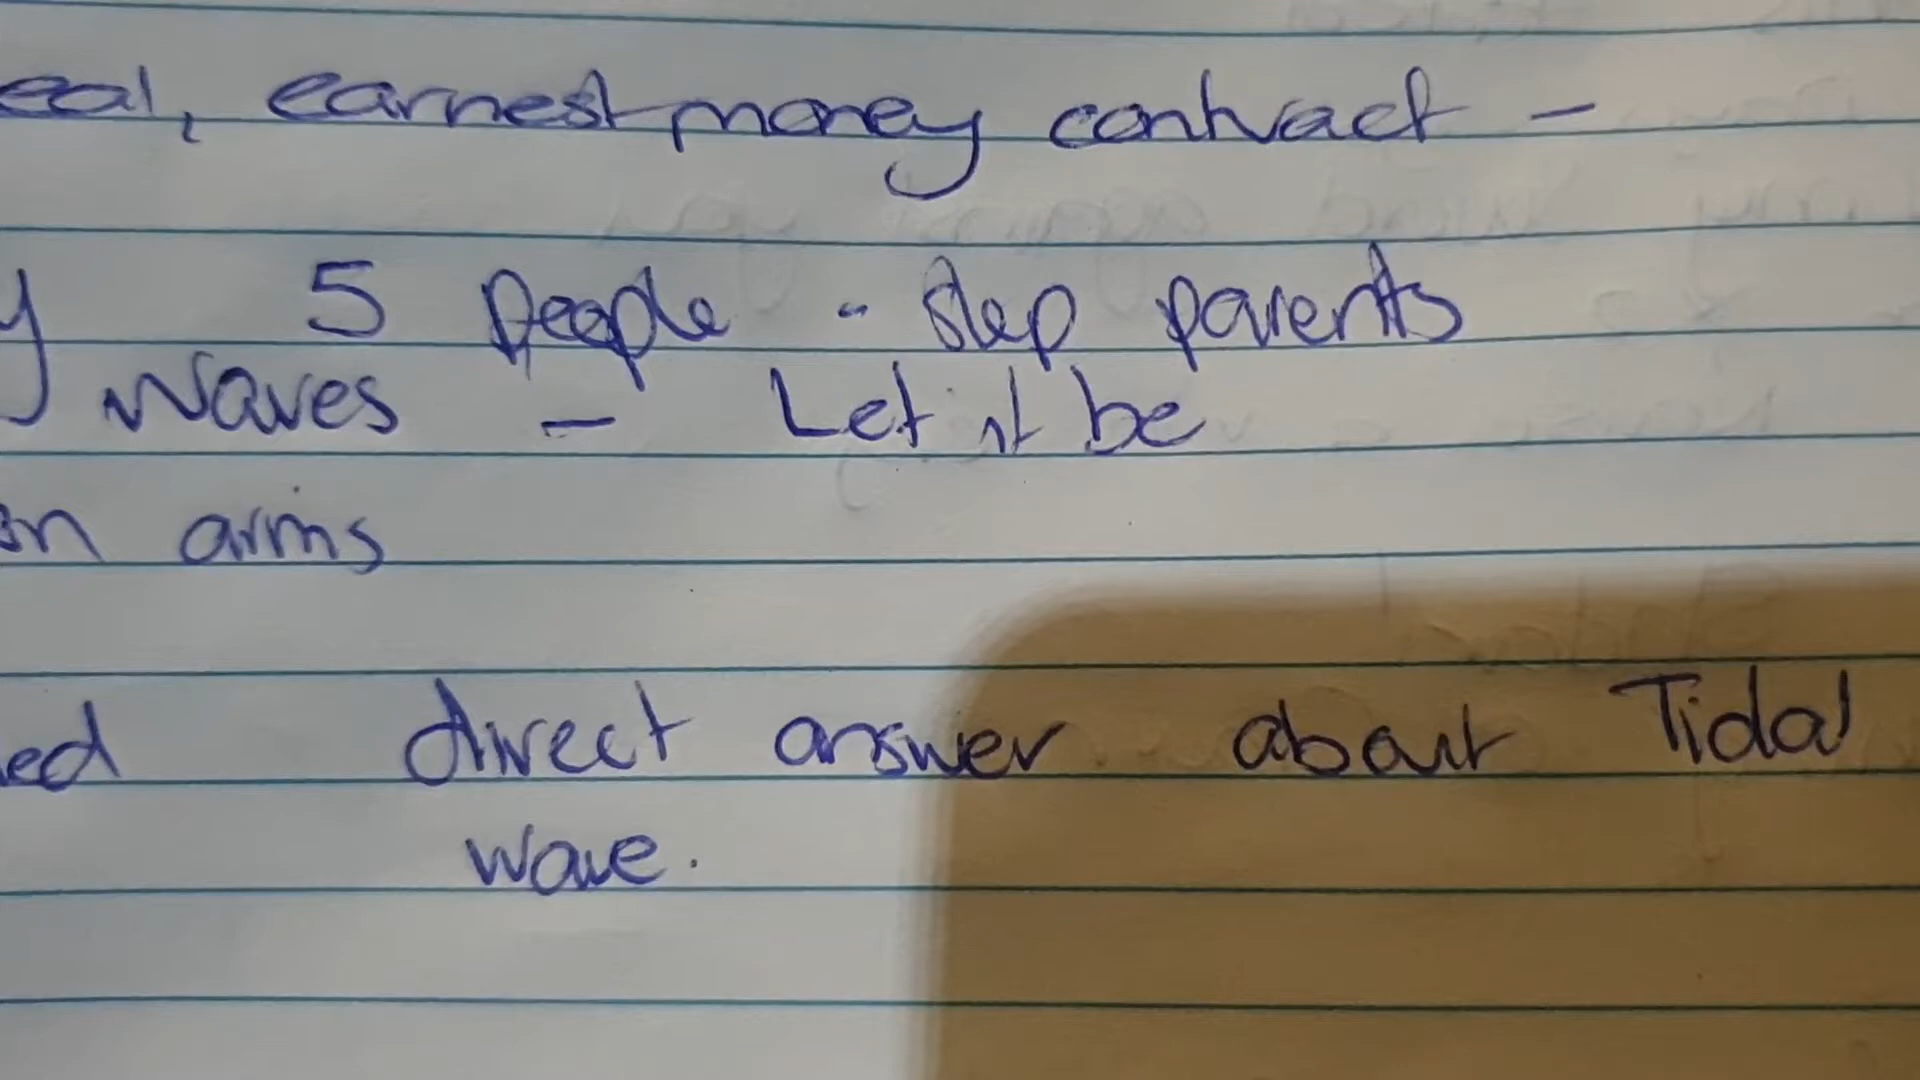 eal, earnest money contract -
y 5 people - step parents
waves - Let it be
on arms
ed direct answer about Tidal
wave.